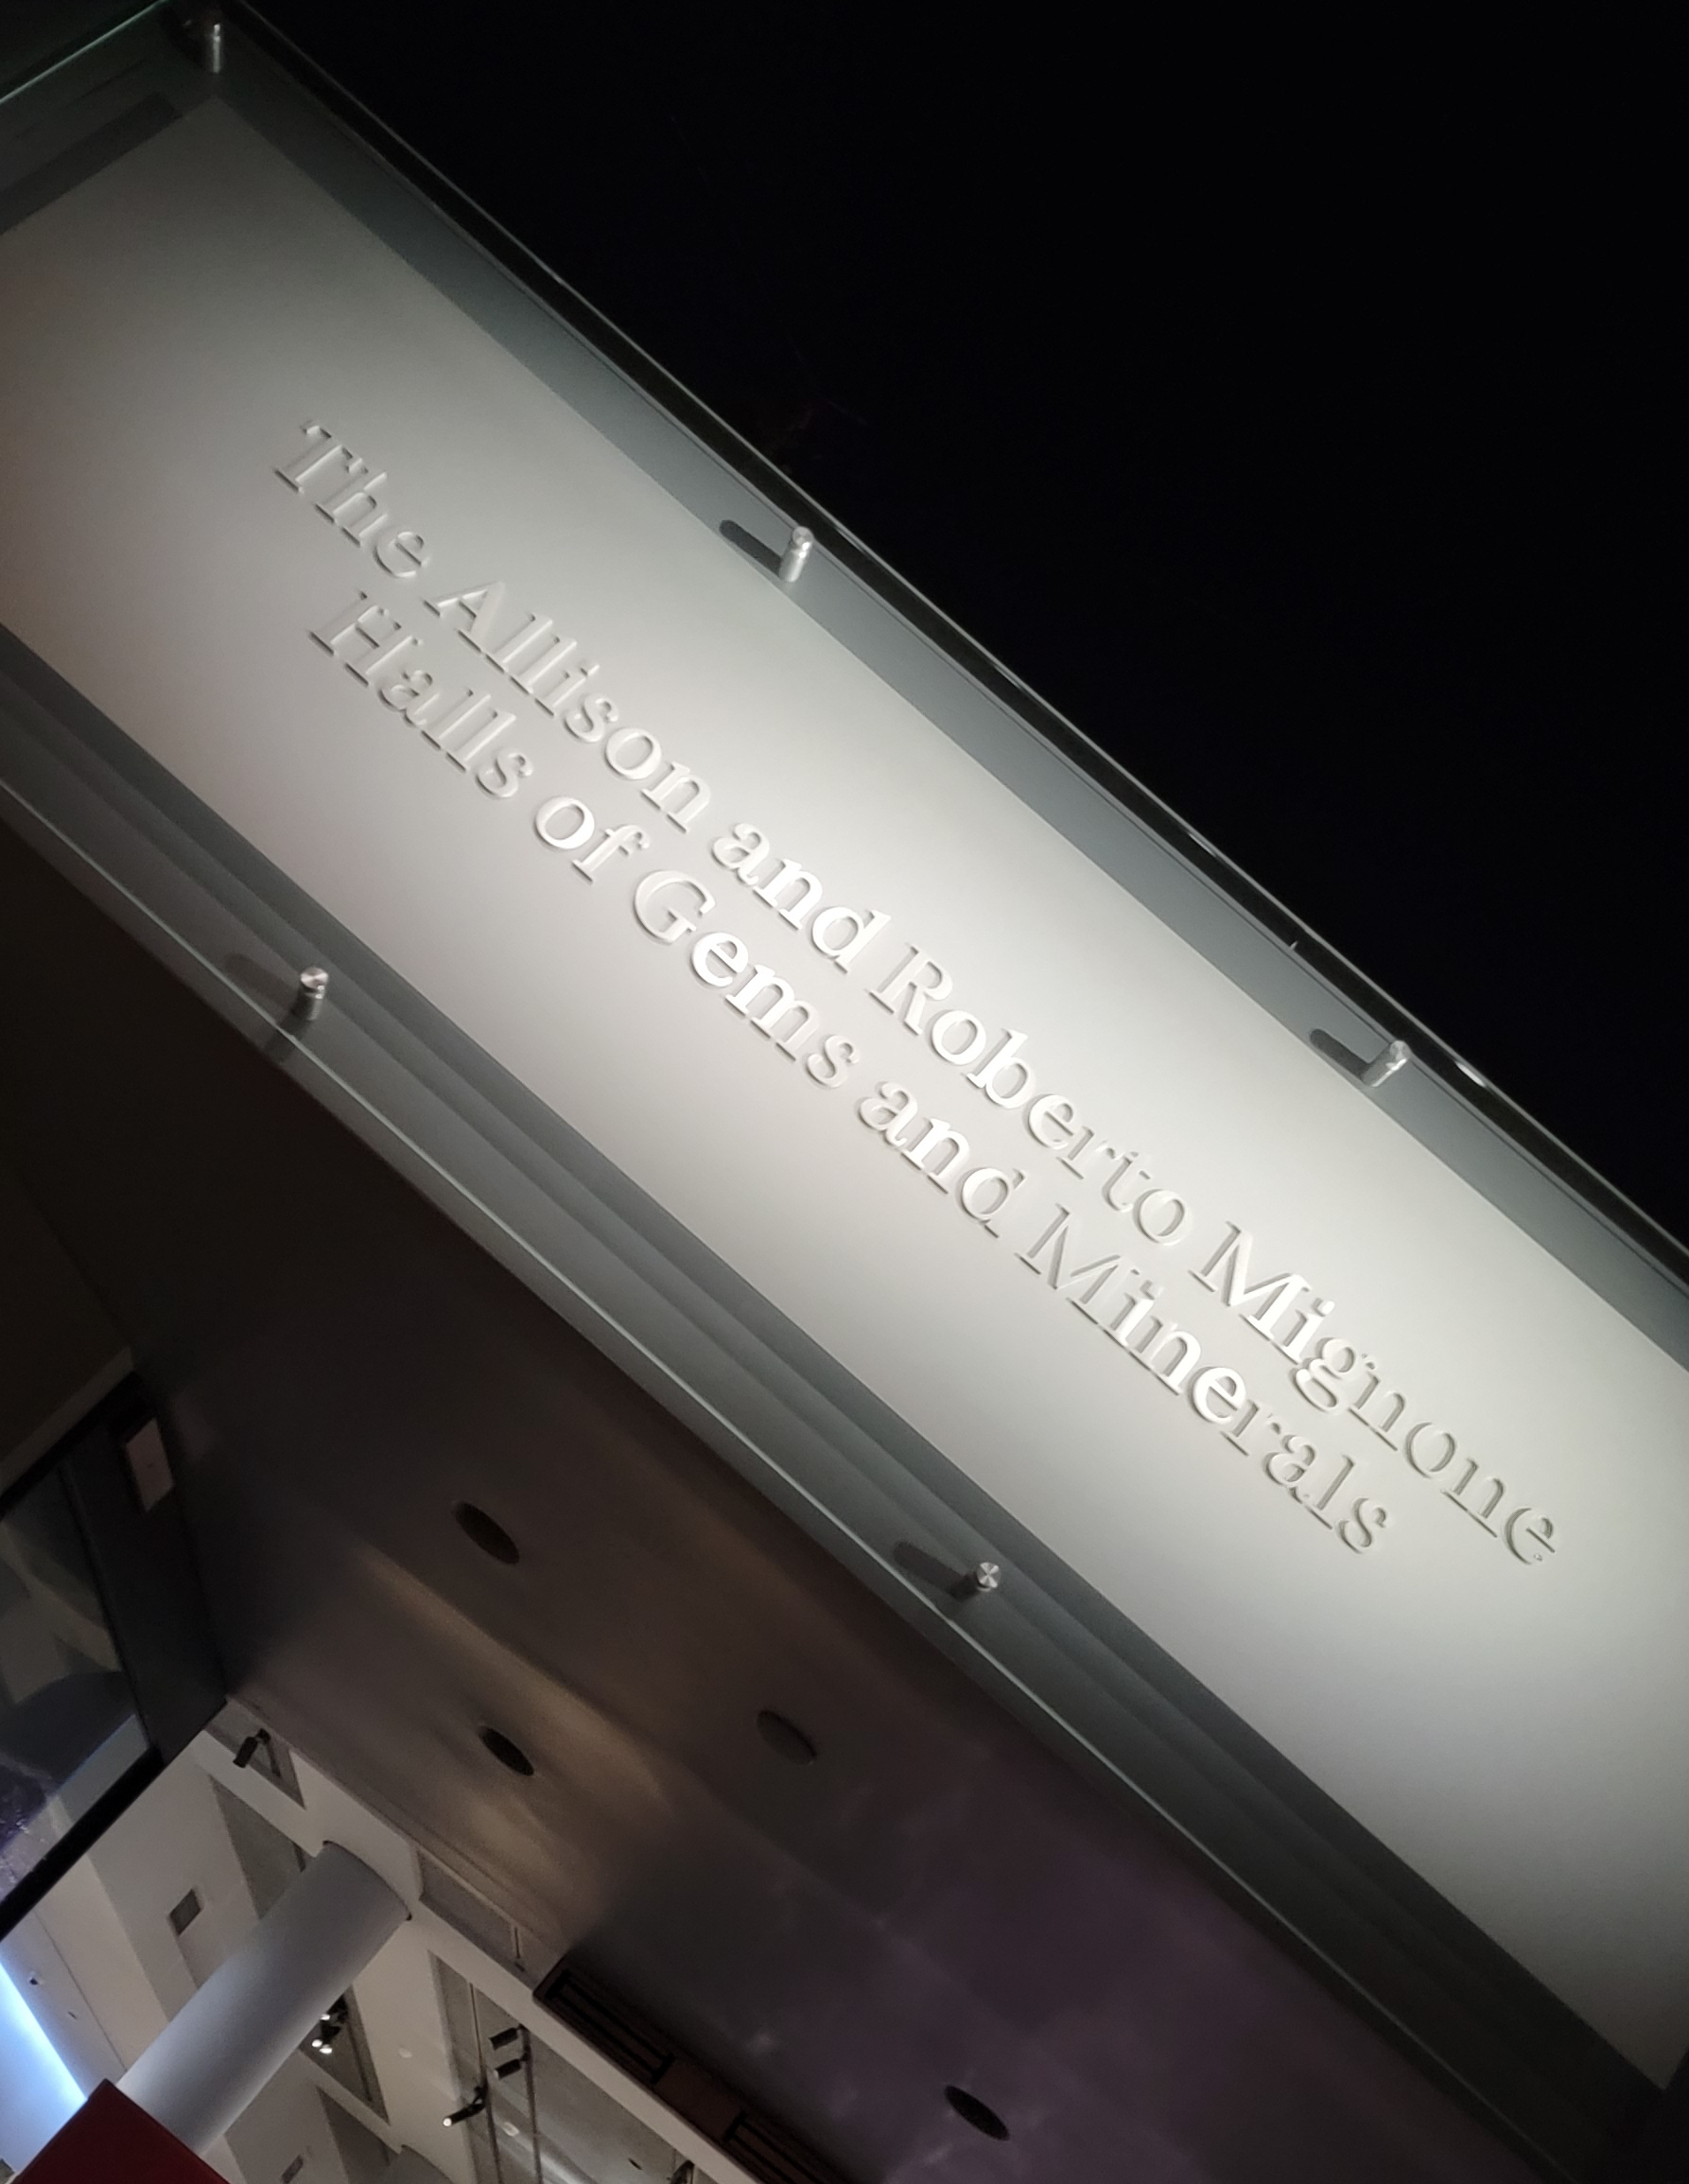 The Allison and Roberto Mignone
Halls of Gems and Minerals